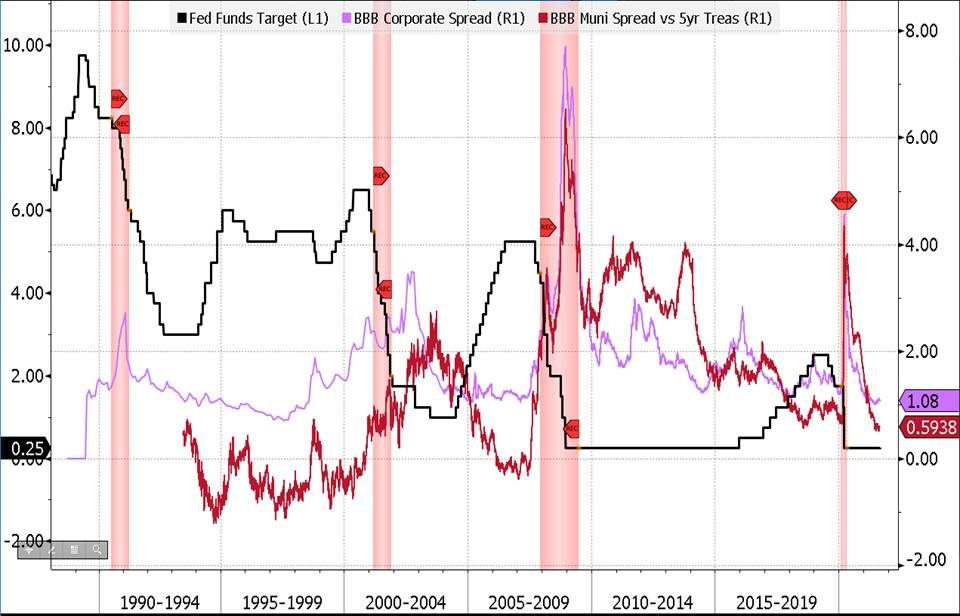 Fed Funds Target (L1) BBB Corporate Spread (R1) BBB Muni Spread vs 5yr Treas (R1)
10.00
8.00
8.00
REC
REC
6.00
6.00
REC
REC
4.00
REC
4.00
REC
2.00
2.00
1.08
REC
0.5938
0.25
0.00
0.00
-2.00
-2.00
1990-1994 1995-1999 2000-2004 2005-2009 2010-2014 2015-2019